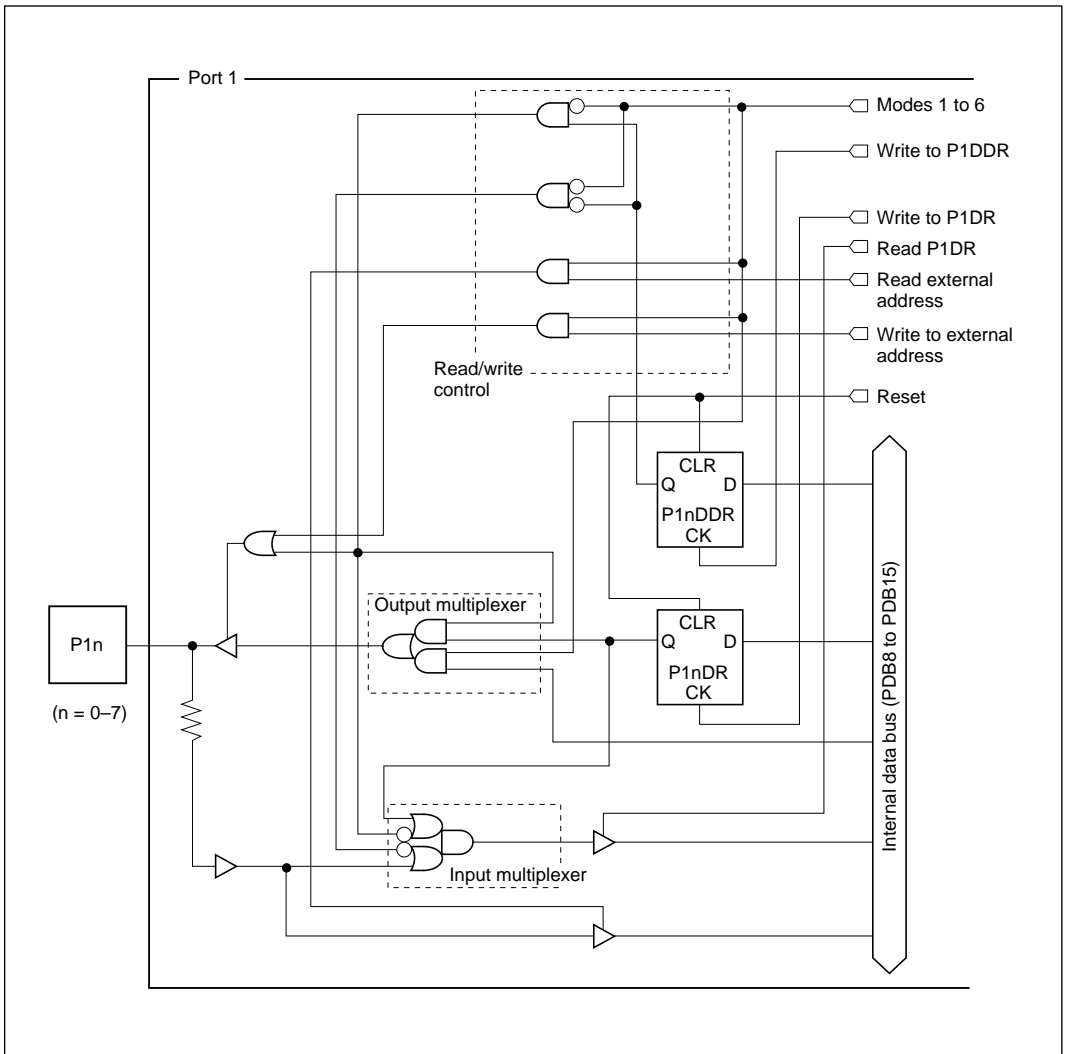 Port 1
Modes 1 to 6
Write to P1DDR
Write to P1DR
Read P1DR
Read external
address
Write to external
address
Read/write
control
Reset
CLR
Q D
P1nDDR
CK
Output multiplexer
CLR
Q D
P1nDR
CK
P1n
(n = 0–7)
Input multiplexer
Internal data bus (PDB8 to PDB15)